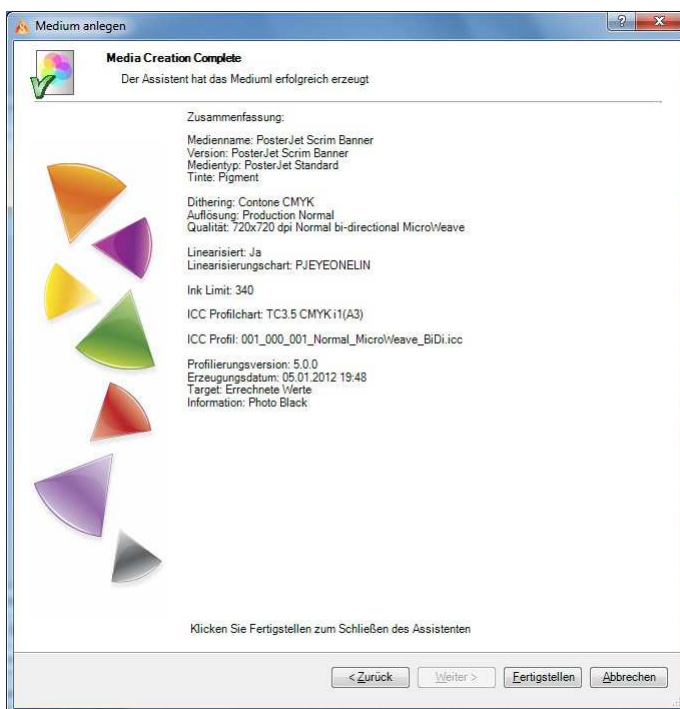 Medium anlegen
Media Creation Complete
Der Assistent hat das Mediuml erfolgreich erzeugt
Zusammenfassung:
Medienname: PosterJet Scrim Banner
Version: PosterJet Scrim Banner
Medientyp: PosterJet Standard
Tinte: Pigment
Dithering: Contone CMYK
Auflösung: Production Normal
Qualität: 720x720 dpi Normal bi-directional MicroWeave
Linearisiert: Ja
Linearisierungschart: PJEYEONELIN
Ink Limit: 340
ICC Profilchart: TC3.5 CMYK i1(A3)
ICC Profil: 001_000_001_Normal_MicroWeave_BiDi.icc
Profilierungsversion: 5.0.0
Erzeugungsdatum: 05.01.2012 19:48
Target: Errechnete Werte
Information: Photo Black
Klicken Sie Fertigstellen zum Schließen des Assistenten
< Zurück Weiter > Fertigstellen Abbrechen